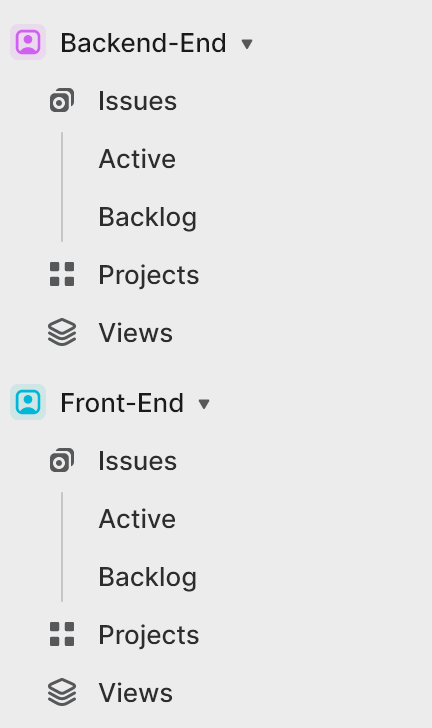 Backend-End
Issues
Active
Backlog
Projects
Views
Front-End
Issues
Active
Backlog
Projects
Views